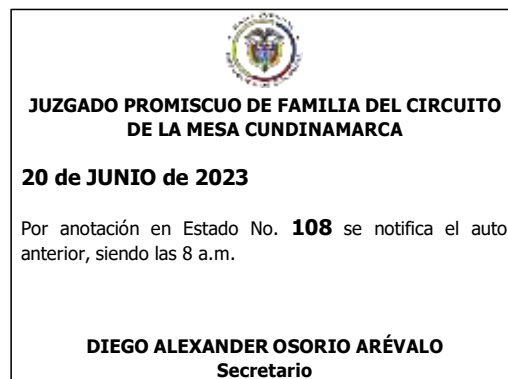 JUZGADO PROMISCUO DE FAMILIA DEL CIRCUITO
DE LA MESA CUNDINAMARCA
20 de JUNIO de 2023
Por anotación en Estado No. 108 se notifica el auto
anterior, siendo las 8 a.m.
DIEGO ALEXANDER OSORIO ARÉVALO
Secretario